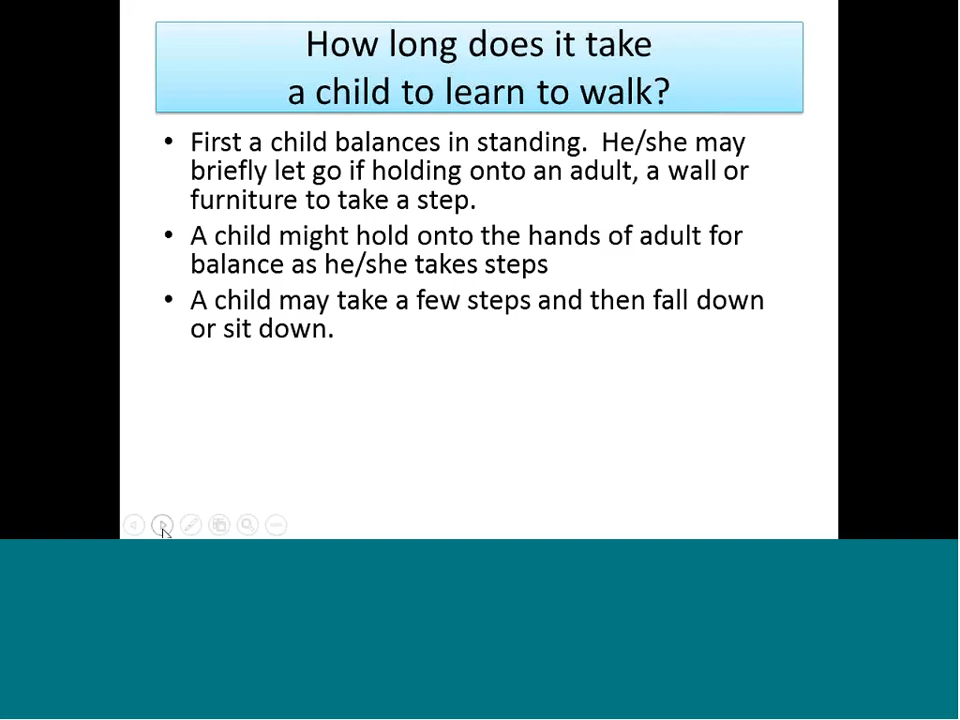 How long does it take
a child to learn to walk?
• First a child balances in standing.  He/she may
briefly let go if holding onto an adult, a wall or
furniture to take a step.
• A child might hold onto the hands of adult for
balance as he/she takes steps
• A child may take a few steps and then fall down
or sit down.